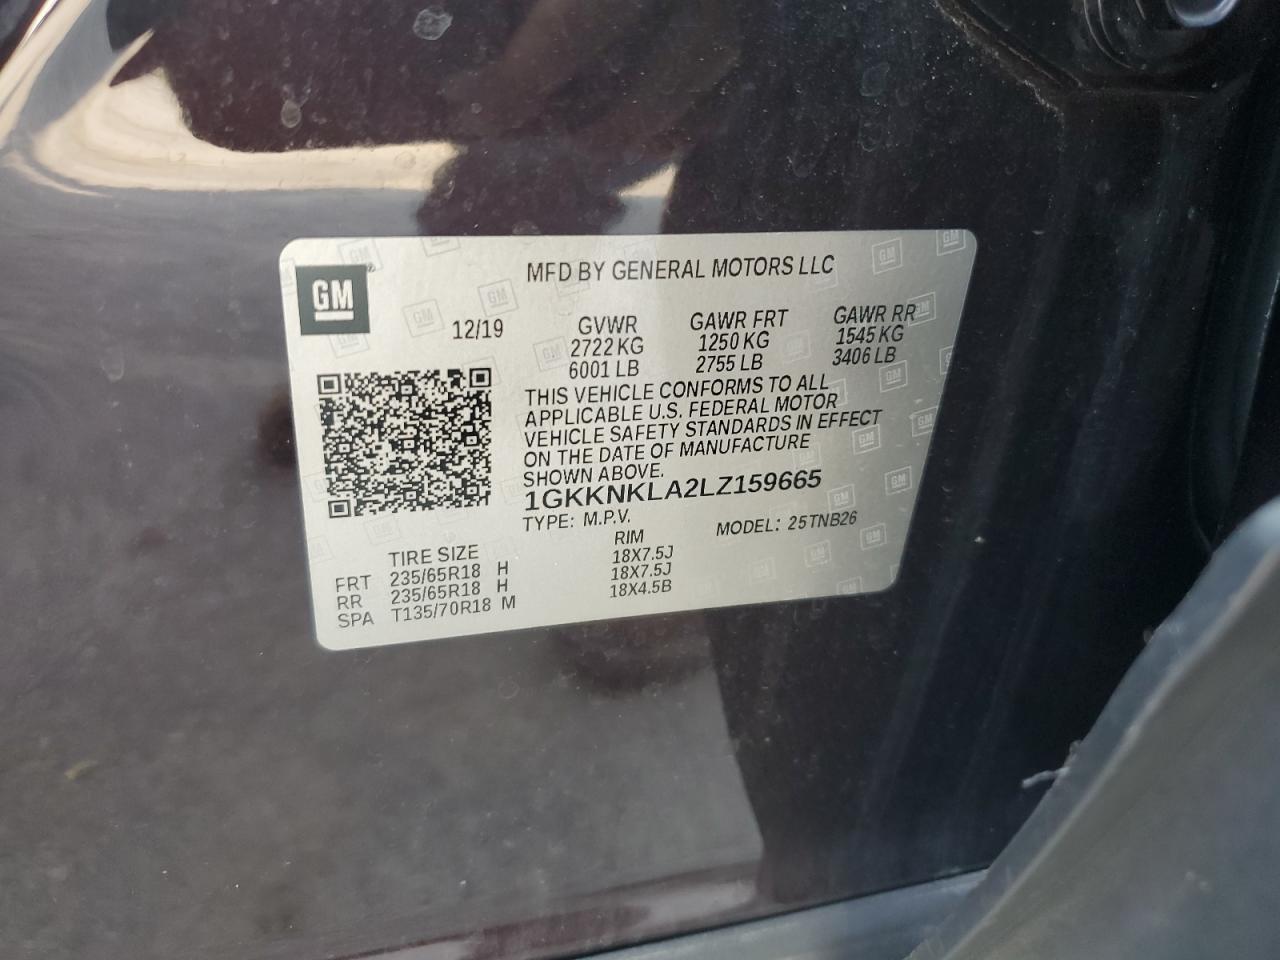 MFD BY GENERAL MOTORS LLC
GM
12/19 GVWR GAWR FRT GAWR RR
2722 KG 1250 KG 1545 KG
6001 LB 2755 LB 3406 LB
THIS VEHICLE CONFORMS TO ALL
APPLICABLE U.S. FEDERAL MOTOR
VEHICLE SAFETY STANDARDS IN EFFECT
ON THE DATE OF MANUFACTURE
SHOWN ABOVE.
1GKKNKLA2LZ159665
TYPE: M.P.V. MODEL: 25TNB26
TIRE SIZE RIM
FRT 235/65R18 H 18X7.5J
RR 235/65R18 H 18X7.5J
SPA T135/70R18 M 18X4.5B